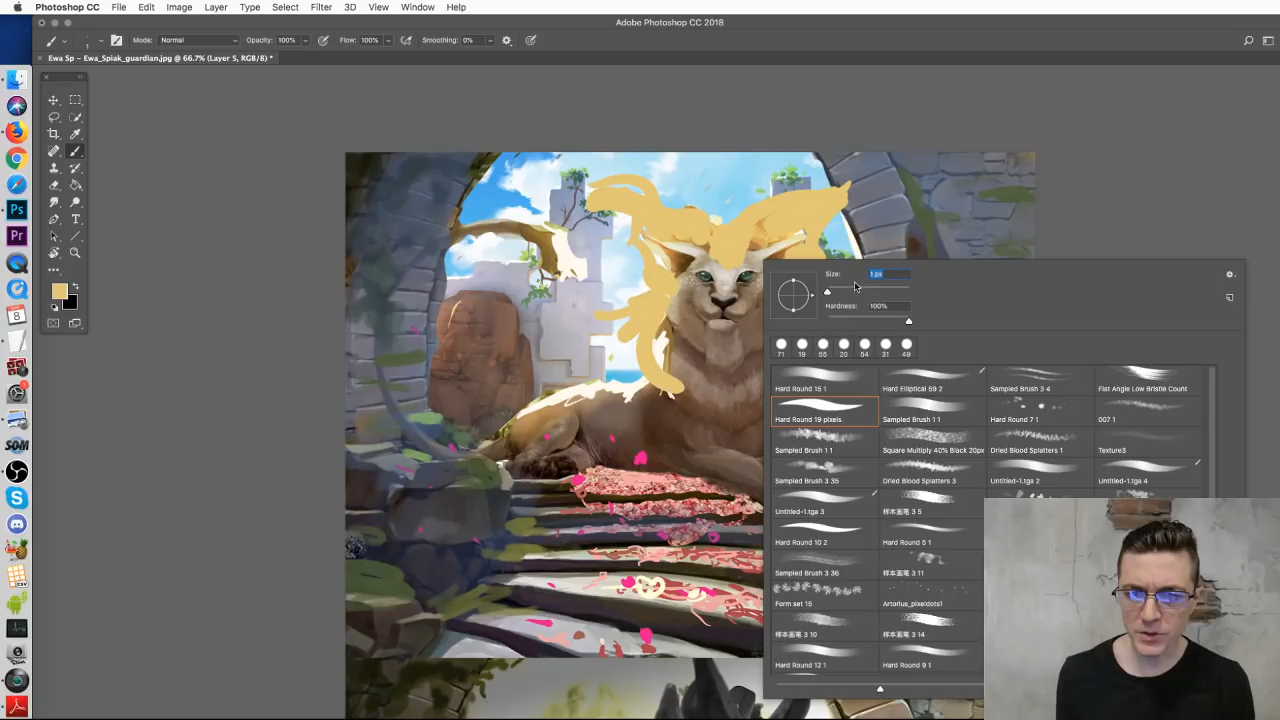 Photoshop CC File Edit Image Layer Type Select Filter 3D View Window Help
Adobe Photoshop CC 2018
Mode: Normal Opacity: 100% Flow: 100% Smoothing: 0%
Ewa Sp – Ewa_Spiak_guardian.jpg @ 66.7% (Layer 5, RGB/8) *
Size: 1 px
Hardness: 100%
71 19 55 20 54 31 49
Hard Round 15 1 Hard Elliptical 59 2 Sampled Brush 3 4 Flat Angle Low Bristle Count
Hard Round 19 pixels Sampled Brush 1 1 Hard Round 7 1 007 1
Sampled Brush 1 1 Square Multiply 40% Black 20px Dried Blood Splatters 1 Texture3
Sampled Brush 3 35 Dried Blood Splatters 3 Untitled-1.tga 2 Untitled-1.tga 4
Untitled-1.tga 3 样本画笔 3 5
Hard Round 10 2 Hard Round 5 1
Sampled Brush 3 36 样本画笔 3 11
Form set 15 Artorius_pixeldots1
样本画笔 3 10 样本画笔 3 14
Hard Round 12 1 Hard Round 9 1
Ps
Pr
8
SQM
CSV